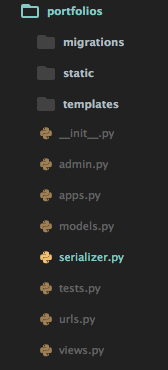 portfolios
migrations
static
templates
__init__.py
admin.py
apps.py
models.py
serializer.py
tests.py
urls.py
views.py